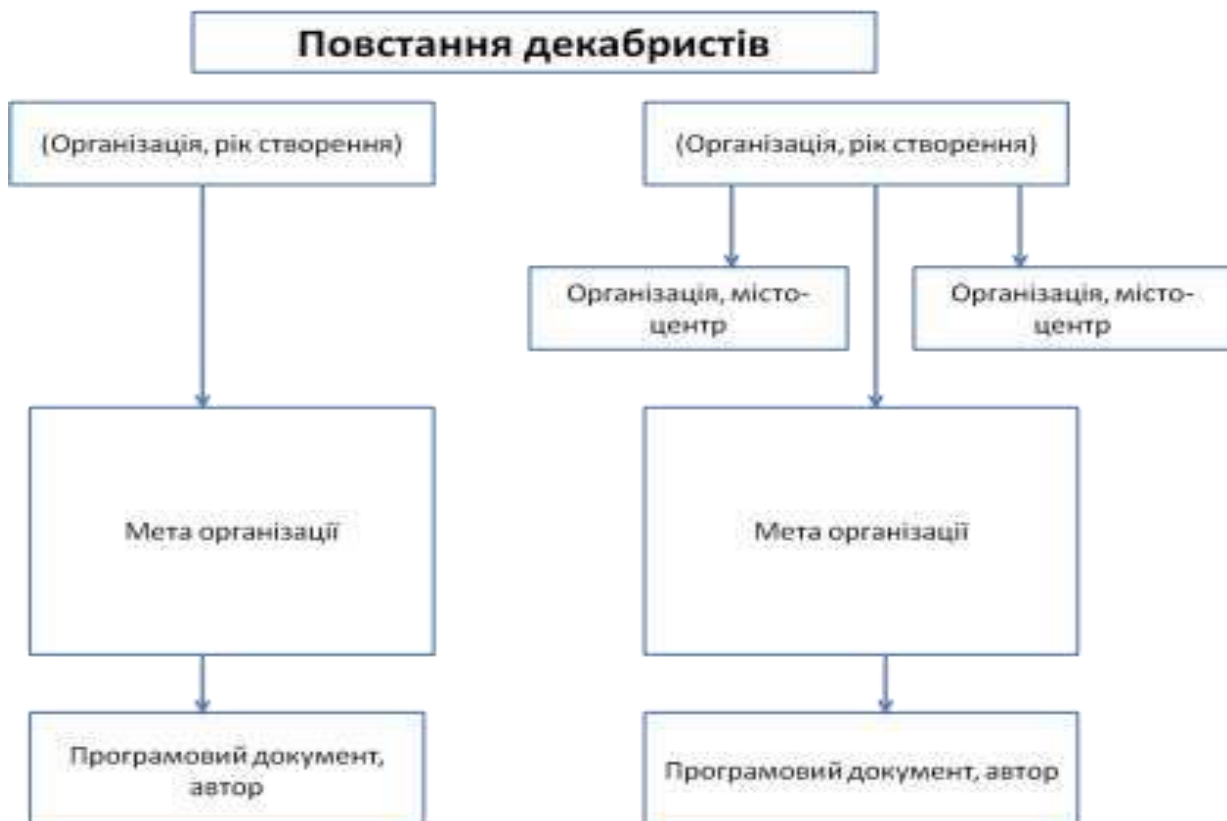 Повстання декабристів
(Організація, рік створення)
(Організація, рік створення)
Організація, місто-
центр
Організація, місто-
центр
Мета організації
Мета організації
Програмовий документ,
автор
Програмовий документ, автор